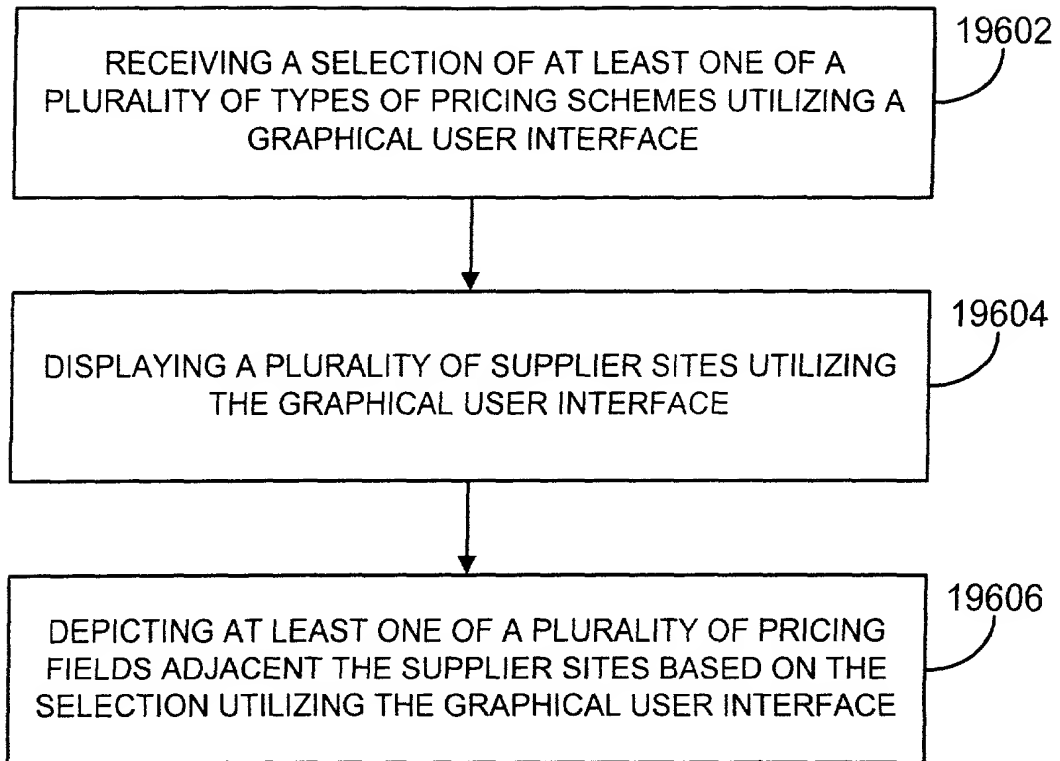 19602
RECEIVING A SELECTION OF AT LEAST ONE OF A
PLURALITY OF TYPES OF PRICING SCHEMES UTILIZING A
GRAPHICAL USER INTERFACE
19604
DISPLAYING A PLURALITY OF SUPPLIER SITES UTILIZING
THE GRAPHICAL USER INTERFACE
19606
DEPICTING AT LEAST ONE OF A PLURALITY OF PRICING
FIELDS ADJACENT THE SUPPLIER SITES BASED ON THE
SELECTION UTILIZING THE GRAPHICAL USER INTERFACE